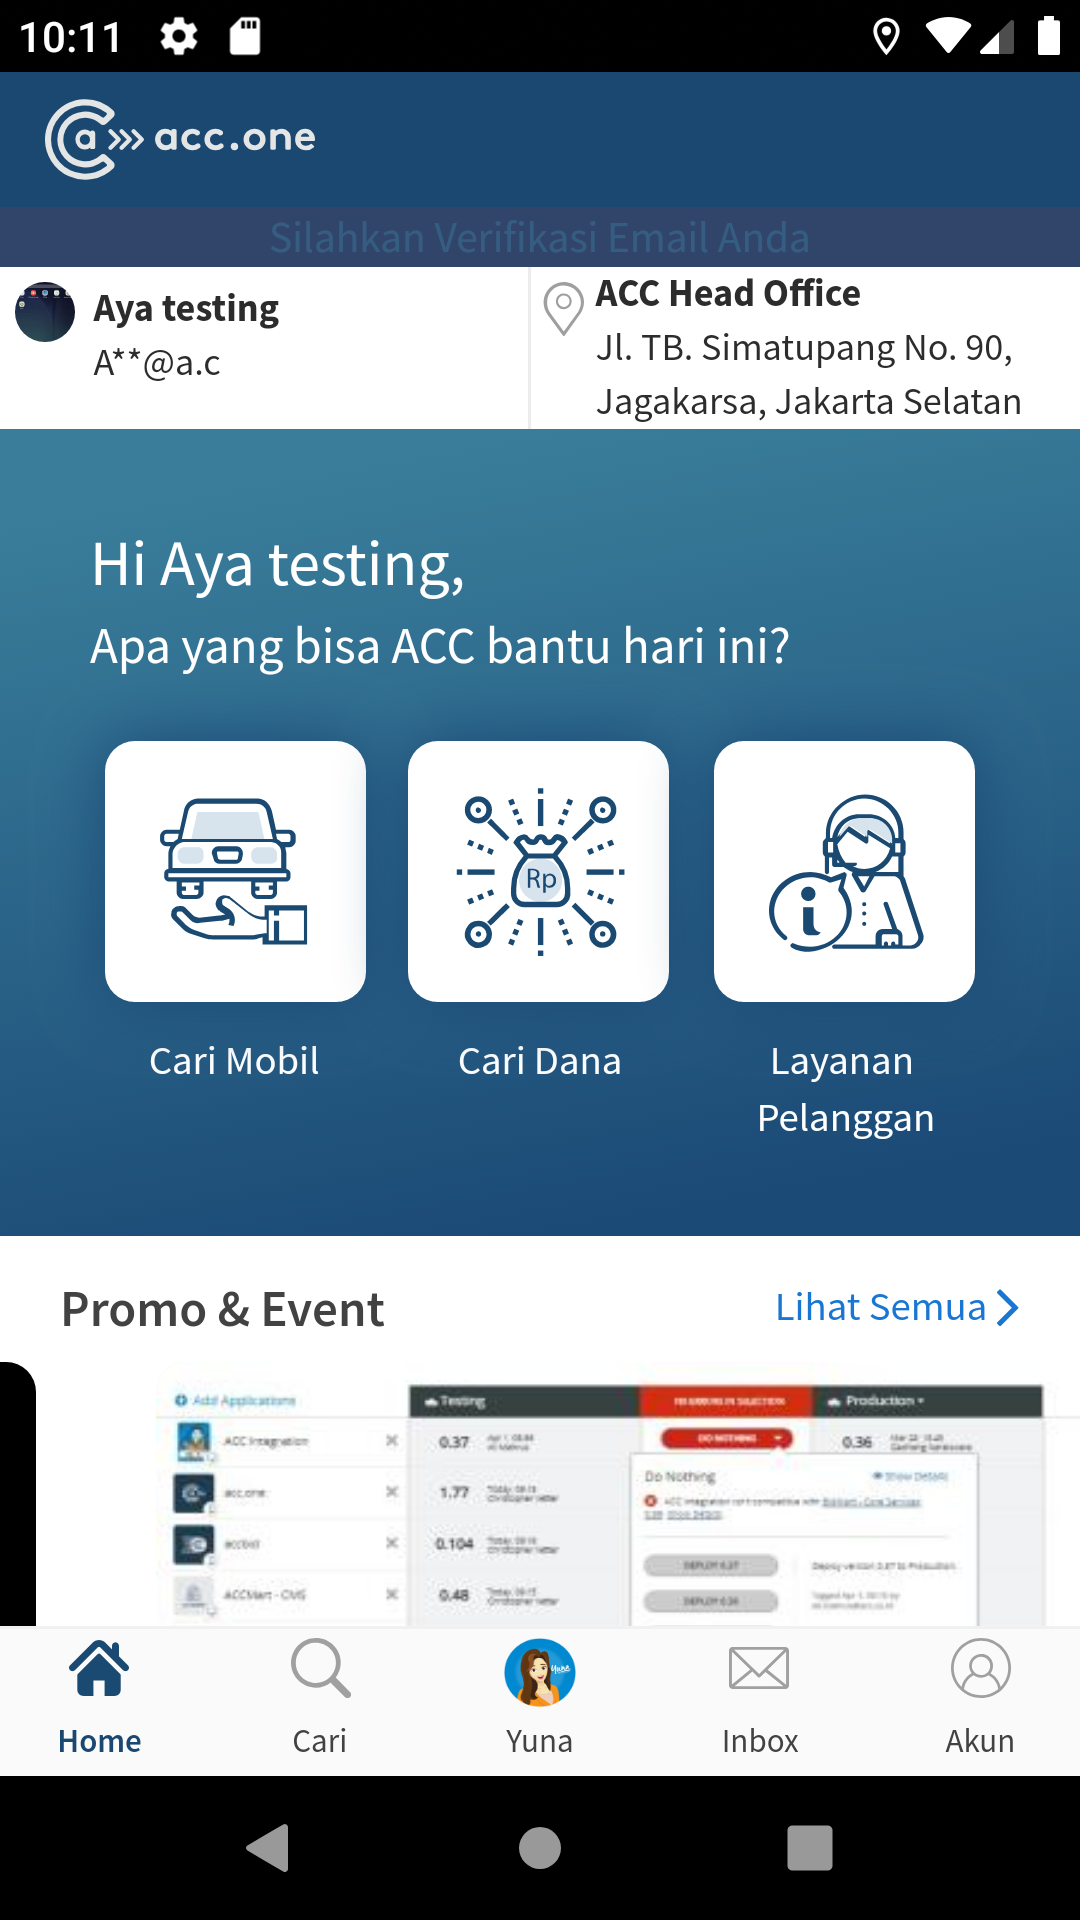 10:11
a acc.one
Silahkan Verifikasi Email Anda
Aya testing
A**@a.c
ACC Head Office
Jl. TB. Simatupang No. 90,
Jagakarsa, Jakarta Selatan
Hi Aya testing,
Apa yang bisa ACC bantu hari ini?
Rp
i
Cari Mobil
Cari Dana
Layanan
Pelanggan
Promo & Event
Lihat Semua
Add Applications
Testing
Production
ACC Integration
0.37
DO NOTHING
0.36
Do Nothing
Show Details
acc.one
1.77
accbid
0.104
ACCMart - CMS
0.48
Home
Cari
Yuna
Inbox
Akun